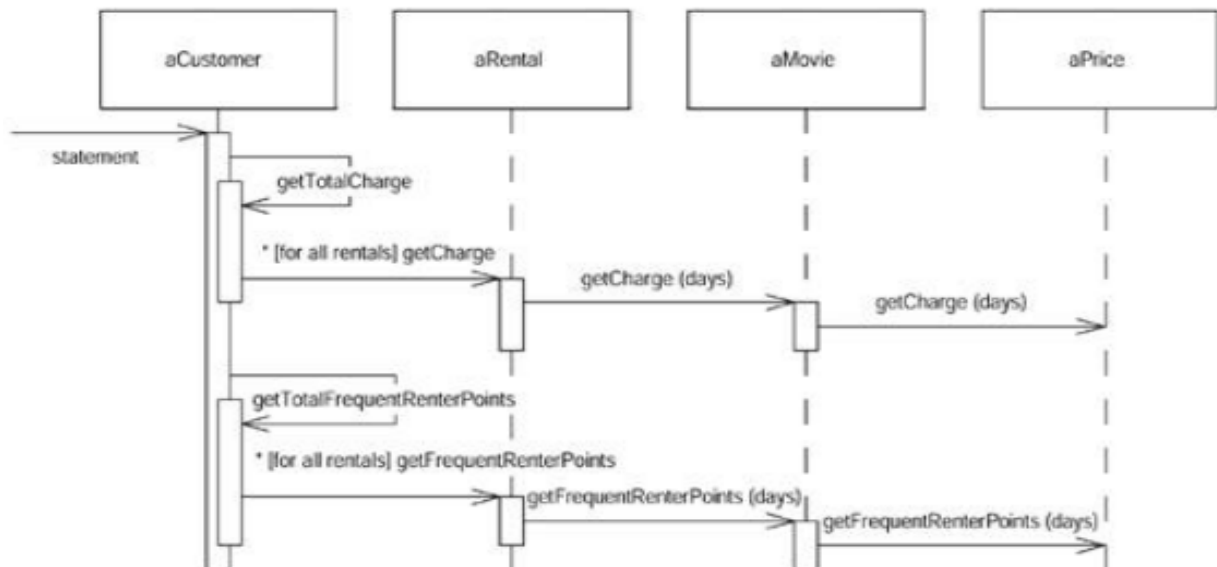 aCustomer
aRental
aMovie
aPrice
statement
getTotalCharge
* [for all rentals] getCharge
getCharge (days)
getCharge (days)
getTotalFrequentRenterPoints
* [for all rentals] getFrequentRenterPoints
getFrequentRenterPoints (days)
getFrequentRenterPoints (days)